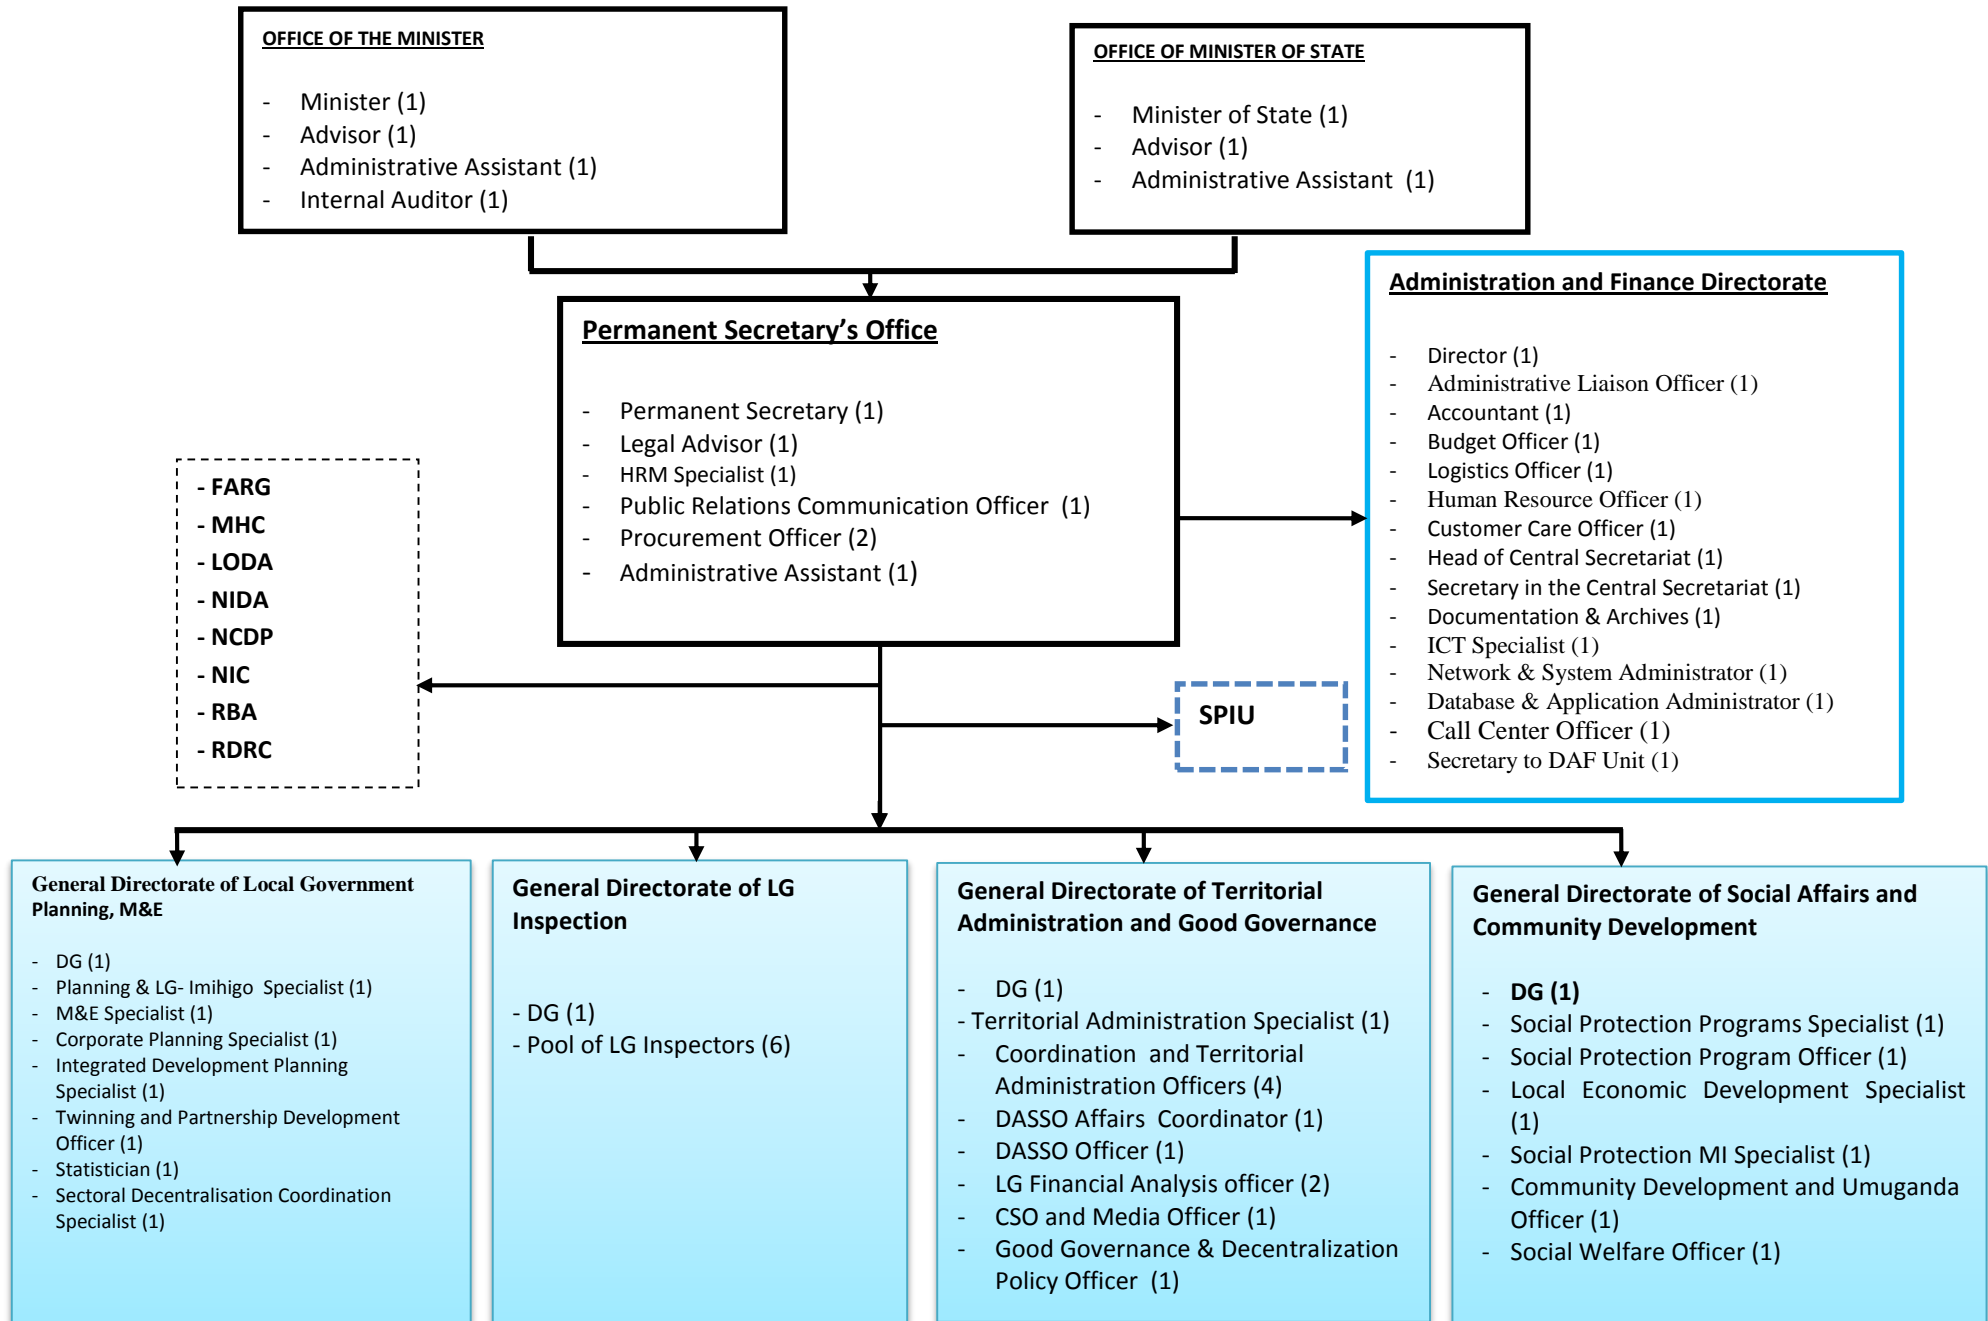 OFFICE OF THE MINISTER
- Minister (1)
- Advisor (1)
- Administrative Assistant (1)
- Internal Auditor (1)
OFFICE OF MINISTER OF STATE
- Minister of State (1)
- Advisor (1)
- Administrative Assistant (1)
Permanent Secretary’s Office
- Permanent Secretary (1)
- Legal Advisor (1)
- HRM Specialist (1)
- Public Relations Communication Officer (1)
- Procurement Officer (2)
- Administrative Assistant (1)
Administration and Finance Directorate
- Director (1)
- Administrative Liaison Officer (1)
- Accountant (1)
- Budget Officer (1)
- Logistics Officer (1)
- Human Resource Officer (1)
- Customer Care Officer (1)
- Head of Central Secretariat (1)
- Secretary in the Central Secretariat (1)
- Documentation & Archives (1)
- ICT Specialist (1)
- Network & System Administrator (1)
- Database & Application Administrator (1)
- Call Center Officer (1)
- Secretary to DAF Unit (1)
- FARG
- MHC
- LODA
- NIDA
- NCDP
- NIC
- RBA
- RDRC
SPIU
General Directorate of Local Government
Planning, M&E
- DG (1)
- Planning & LG- Imihigo Specialist (1)
- M&E Specialist (1)
- Corporate Planning Specialist (1)
- Integrated Development Planning
Specialist (1)
- Twinning and Partnership Development
Officer (1)
- Statistician (1)
- Sectoral Decentralisation Coordination
Specialist (1)
General Directorate of LG
Inspection
- DG (1)
- Pool of LG Inspectors (6)
General Directorate of Territorial
Administration and Good Governance
- DG (1)
- Territorial Administration Specialist (1)
- Coordination and Territorial
Administration Officers (4)
- DASSO Affairs Coordinator (1)
- DASSO Officer (1)
- LG Financial Analysis officer (2)
- CSO and Media Officer (1)
- Good Governance & Decentralization
Policy Officer (1)
General Directorate of Social Affairs and
Community Development
- DG (1)
- Social Protection Programs Specialist (1)
- Social Protection Program Officer (1)
- Local Economic Development Specialist
(1)
- Social Protection MI Specialist (1)
- Community Development and Umuganda
Officer (1)
- Social Welfare Officer (1)